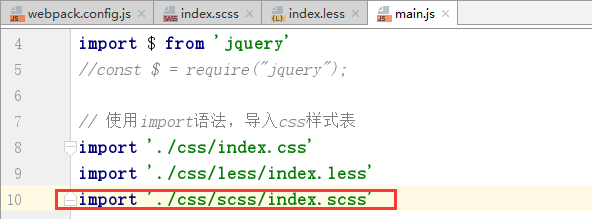 webpack.config.js × index.scss × index.less × main.js ×
4 import $ from 'jquery'
5 //const $ = require("jquery");
6
7 // 使用import语法，导入css样式表
8 import './css/index.css'
9 import './css/less/index.less'
10 import './css/scss/index.scss'